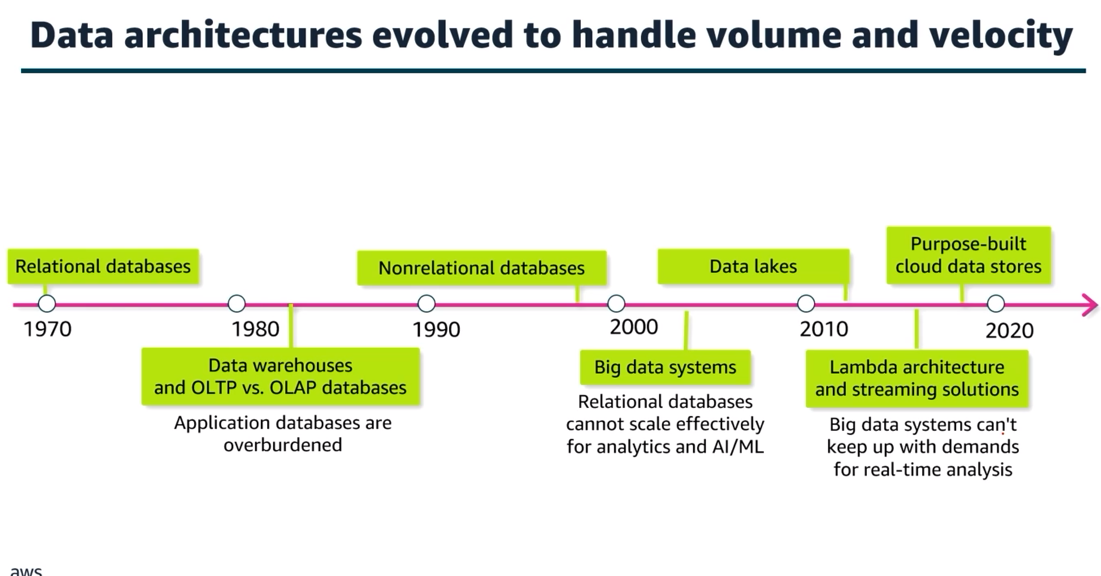 Data architectures evolved to handle volume and velocity
Relational databases
Nonrelational databases
Data lakes
Purpose-built
cloud data stores
1970
1980
1990
2000
2010
2020
Data warehouses
and OLTP vs. OLAP databases
Application databases are
overburdened
Big data systems
Relational databases
cannot scale effectively
for analytics and AI/ML
Lambda architecture
and streaming solutions
Big data systems can't
keep up with demands
for real-time analysis
aws